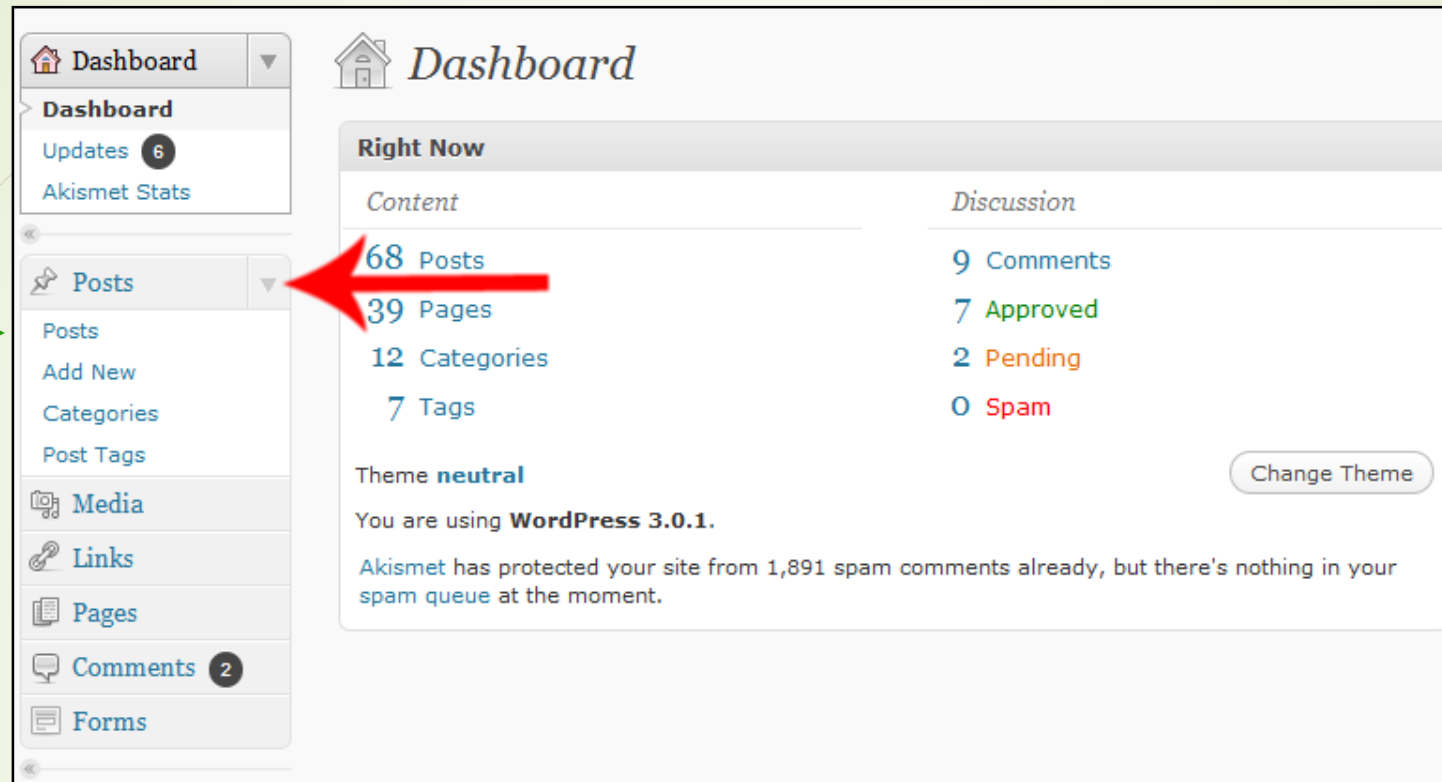 Dashboard
Dashboard
Updates 6
Akismet Stats
Posts
Posts
Add New
Categories
Post Tags
Media
Links
Pages
Comments 2
Forms
Dashboard
Right Now
Content
68 Posts
39 Pages
12 Categories
7 Tags
Discussion
9 Comments
7 Approved
2 Pending
0 Spam
Theme neutral
Change Theme
You are using WordPress 3.0.1.
Akismet has protected your site from 1,891 spam comments already, but there's nothing in your
spam queue at the moment.